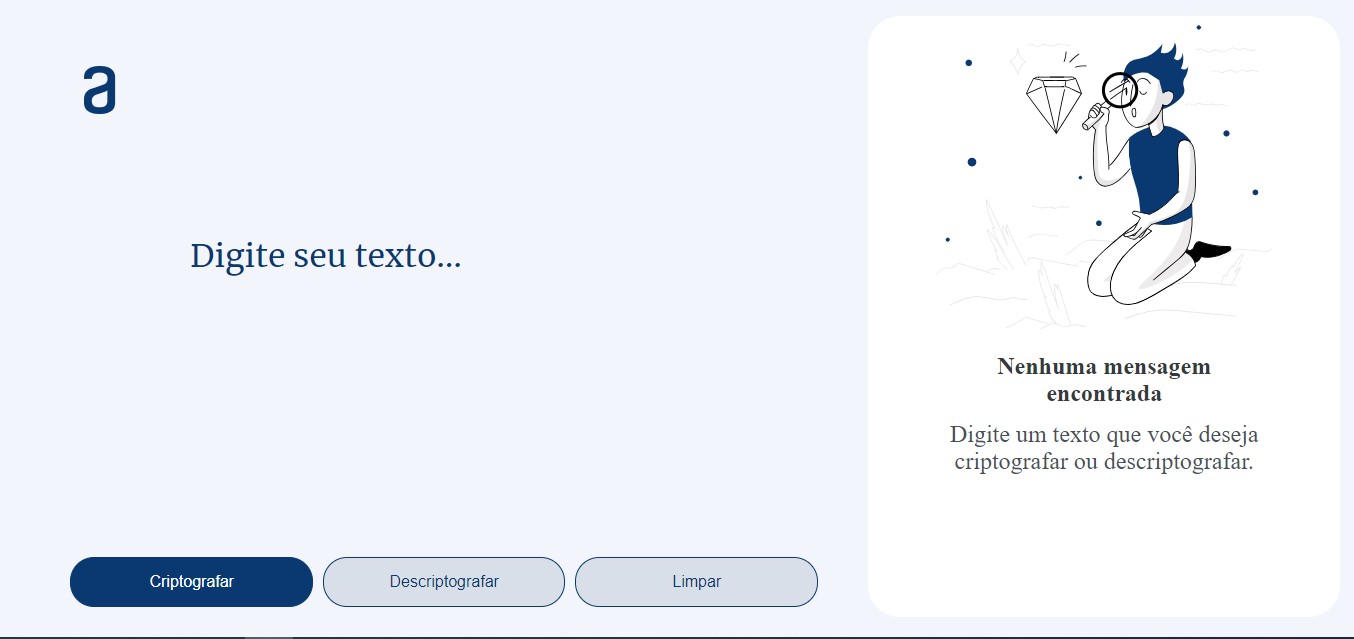 a
Digite seu texto...
Criptografar
Descriptografar
Limpar
Nenhuma mensagem
encontrada
Digite um texto que você deseja
criptografar ou descriptografar.